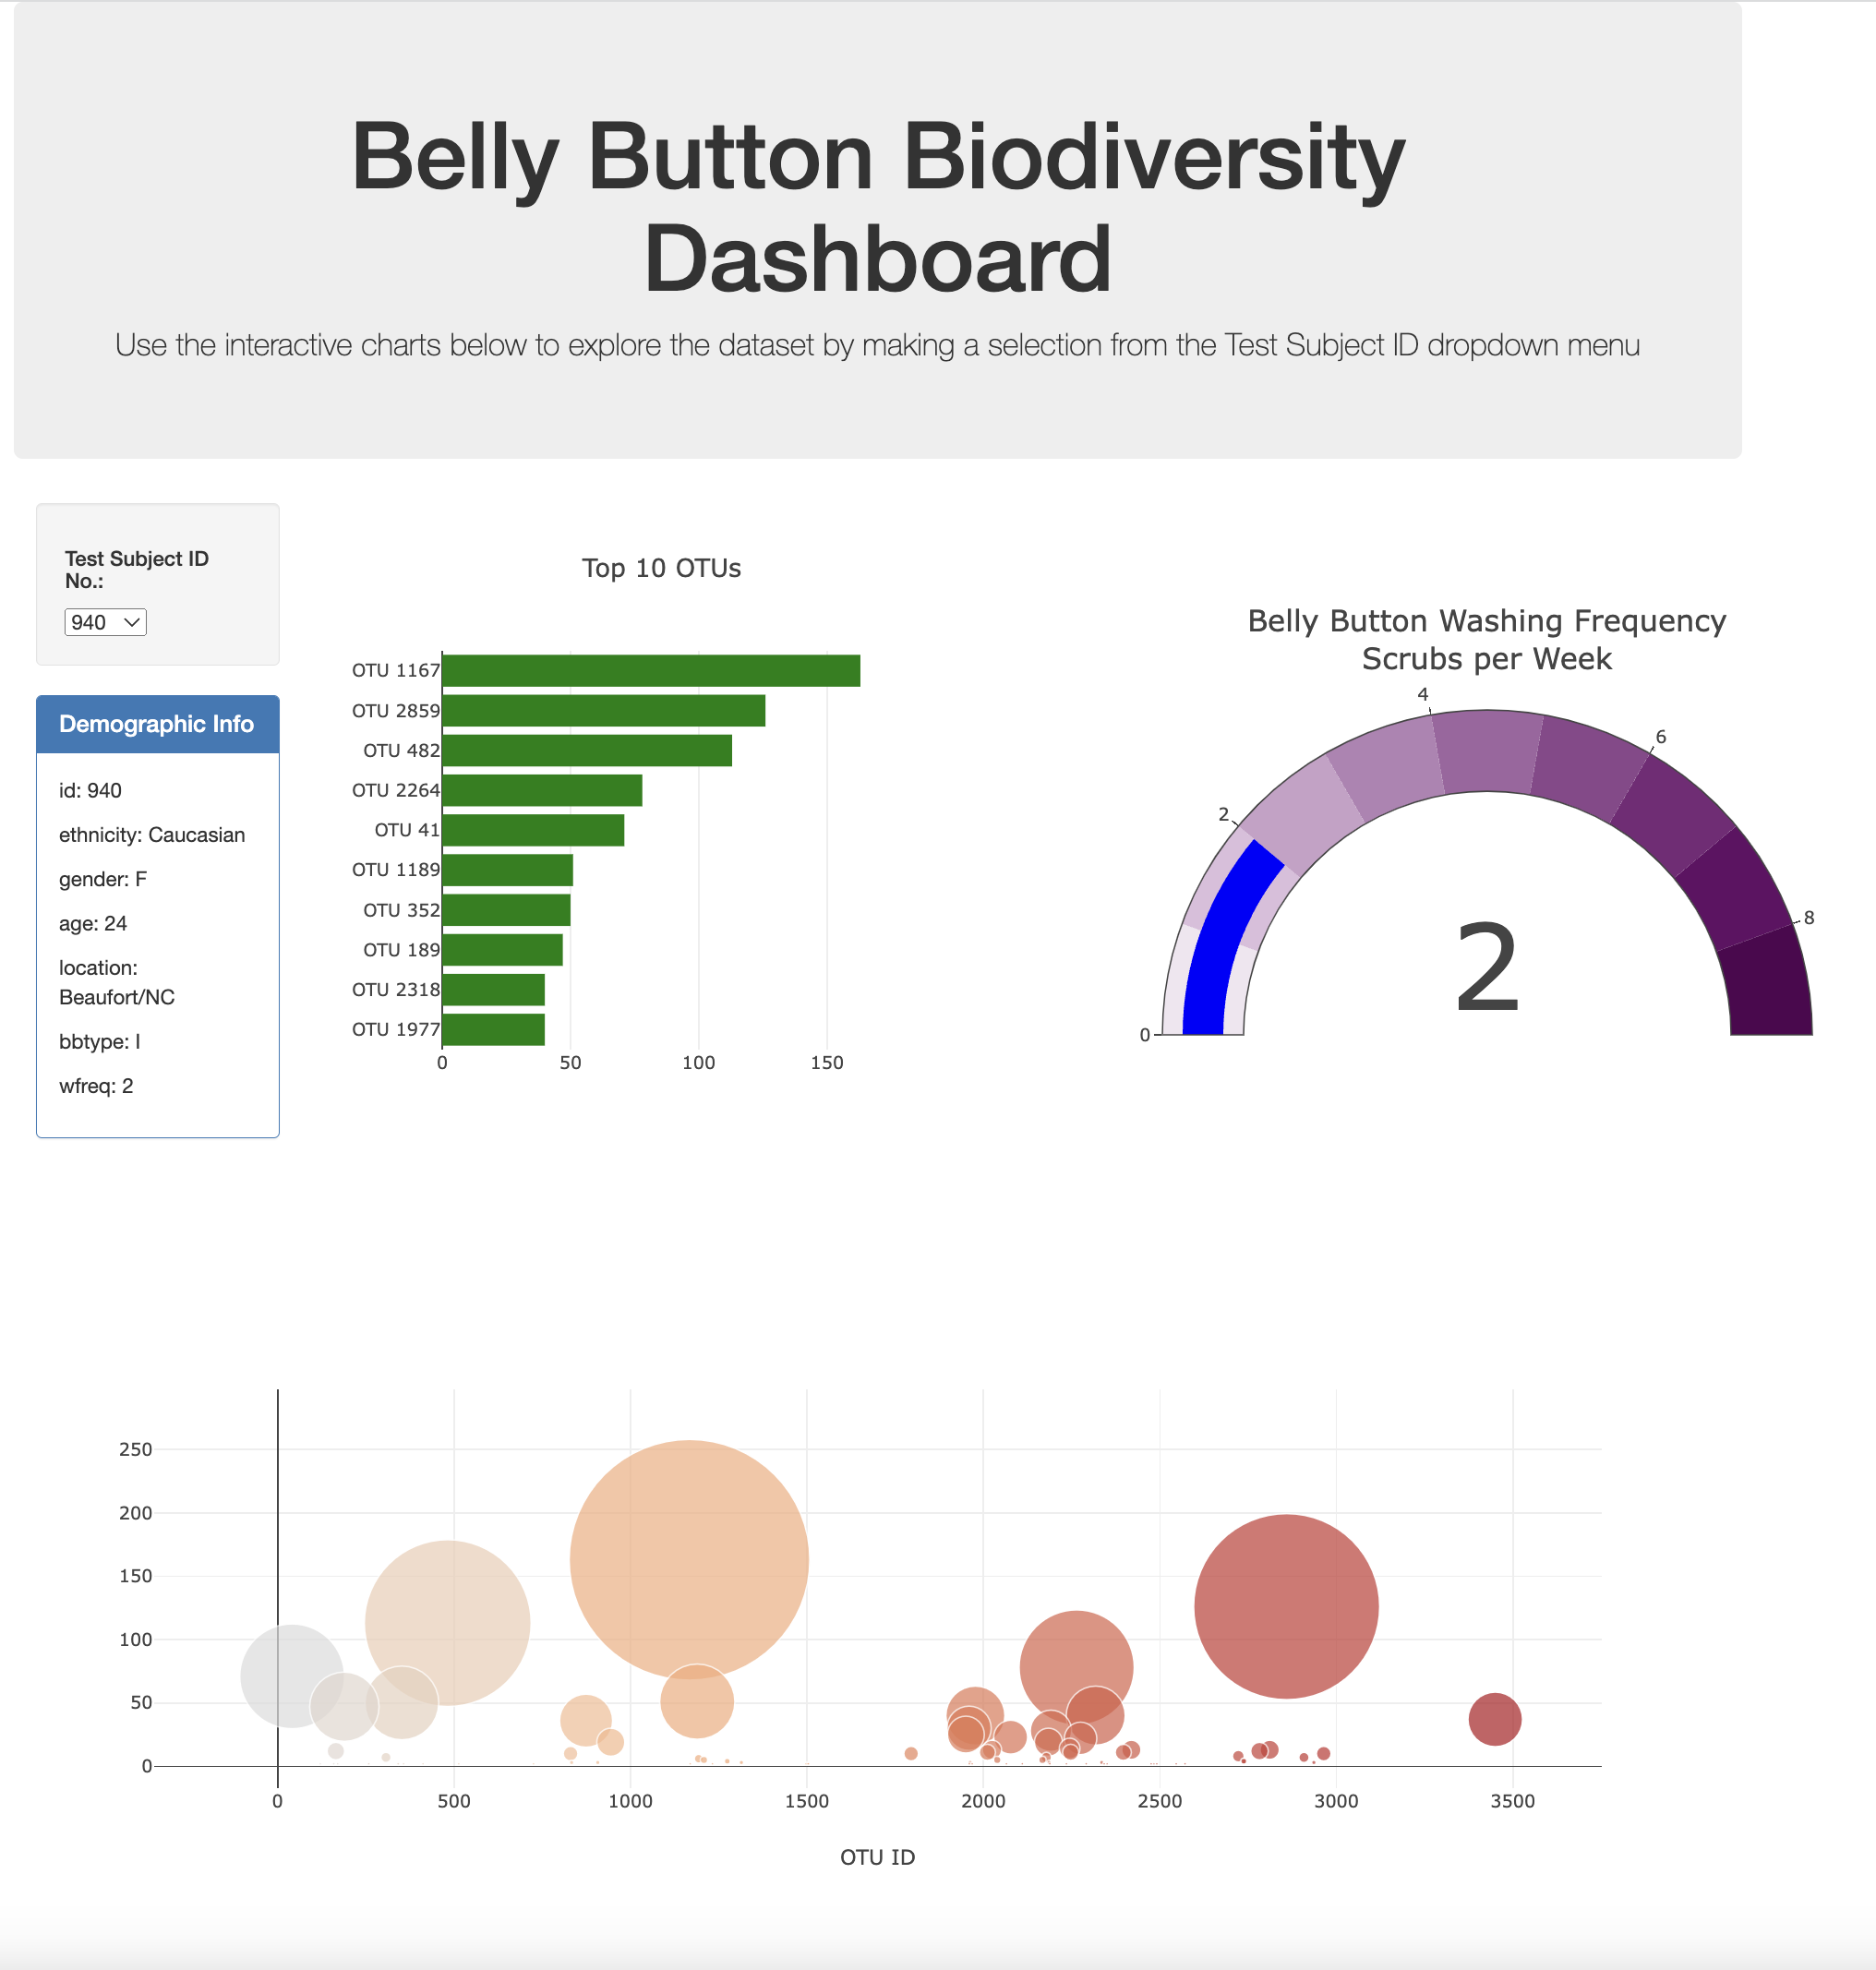 Belly Button Biodiversity
Dashboard
Use the interactive charts below to explore the dataset by making a selection from the Test Subject ID dropdown menu
Test Subject ID
No.:
940
Demographic Info
id: 940
ethnicity: Caucasian
gender: F
age: 24
location:
Beaufort/NC
bbtype: I
wfreq: 2
Top 10 OTUs
OTU 1167
OTU 2859
OTU 482
OTU 2264
OTU 41
OTU 1189
OTU 352
OTU 189
OTU 2318
OTU 1977
0 50 100 150
Belly Button Washing Frequency
Scrubs per Week
0
2
4
6
8
2
250
200
150
100
50
0
0 500 1000 1500 2000 2500 3000 3500
OTU ID